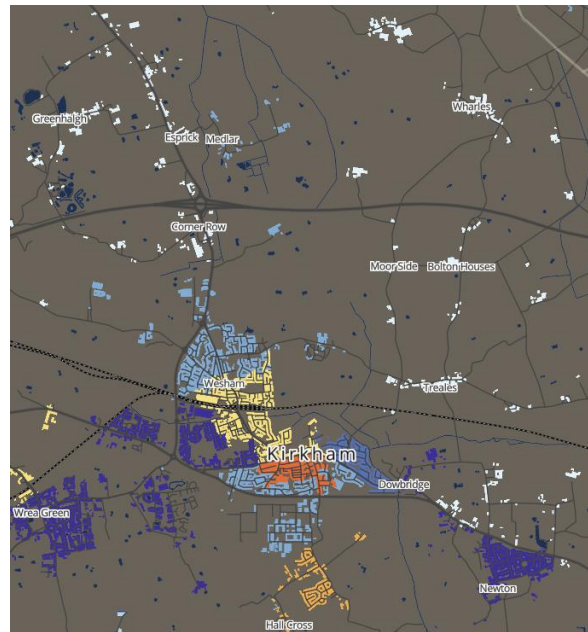 Wharles
Greenhalgh
Esprick
Medlar
Corner Row
Moor Side
Bolton Houses
Wesham
Treales
Kirkham
Dowbridge
Wrea Green
Newton
Hall Cross